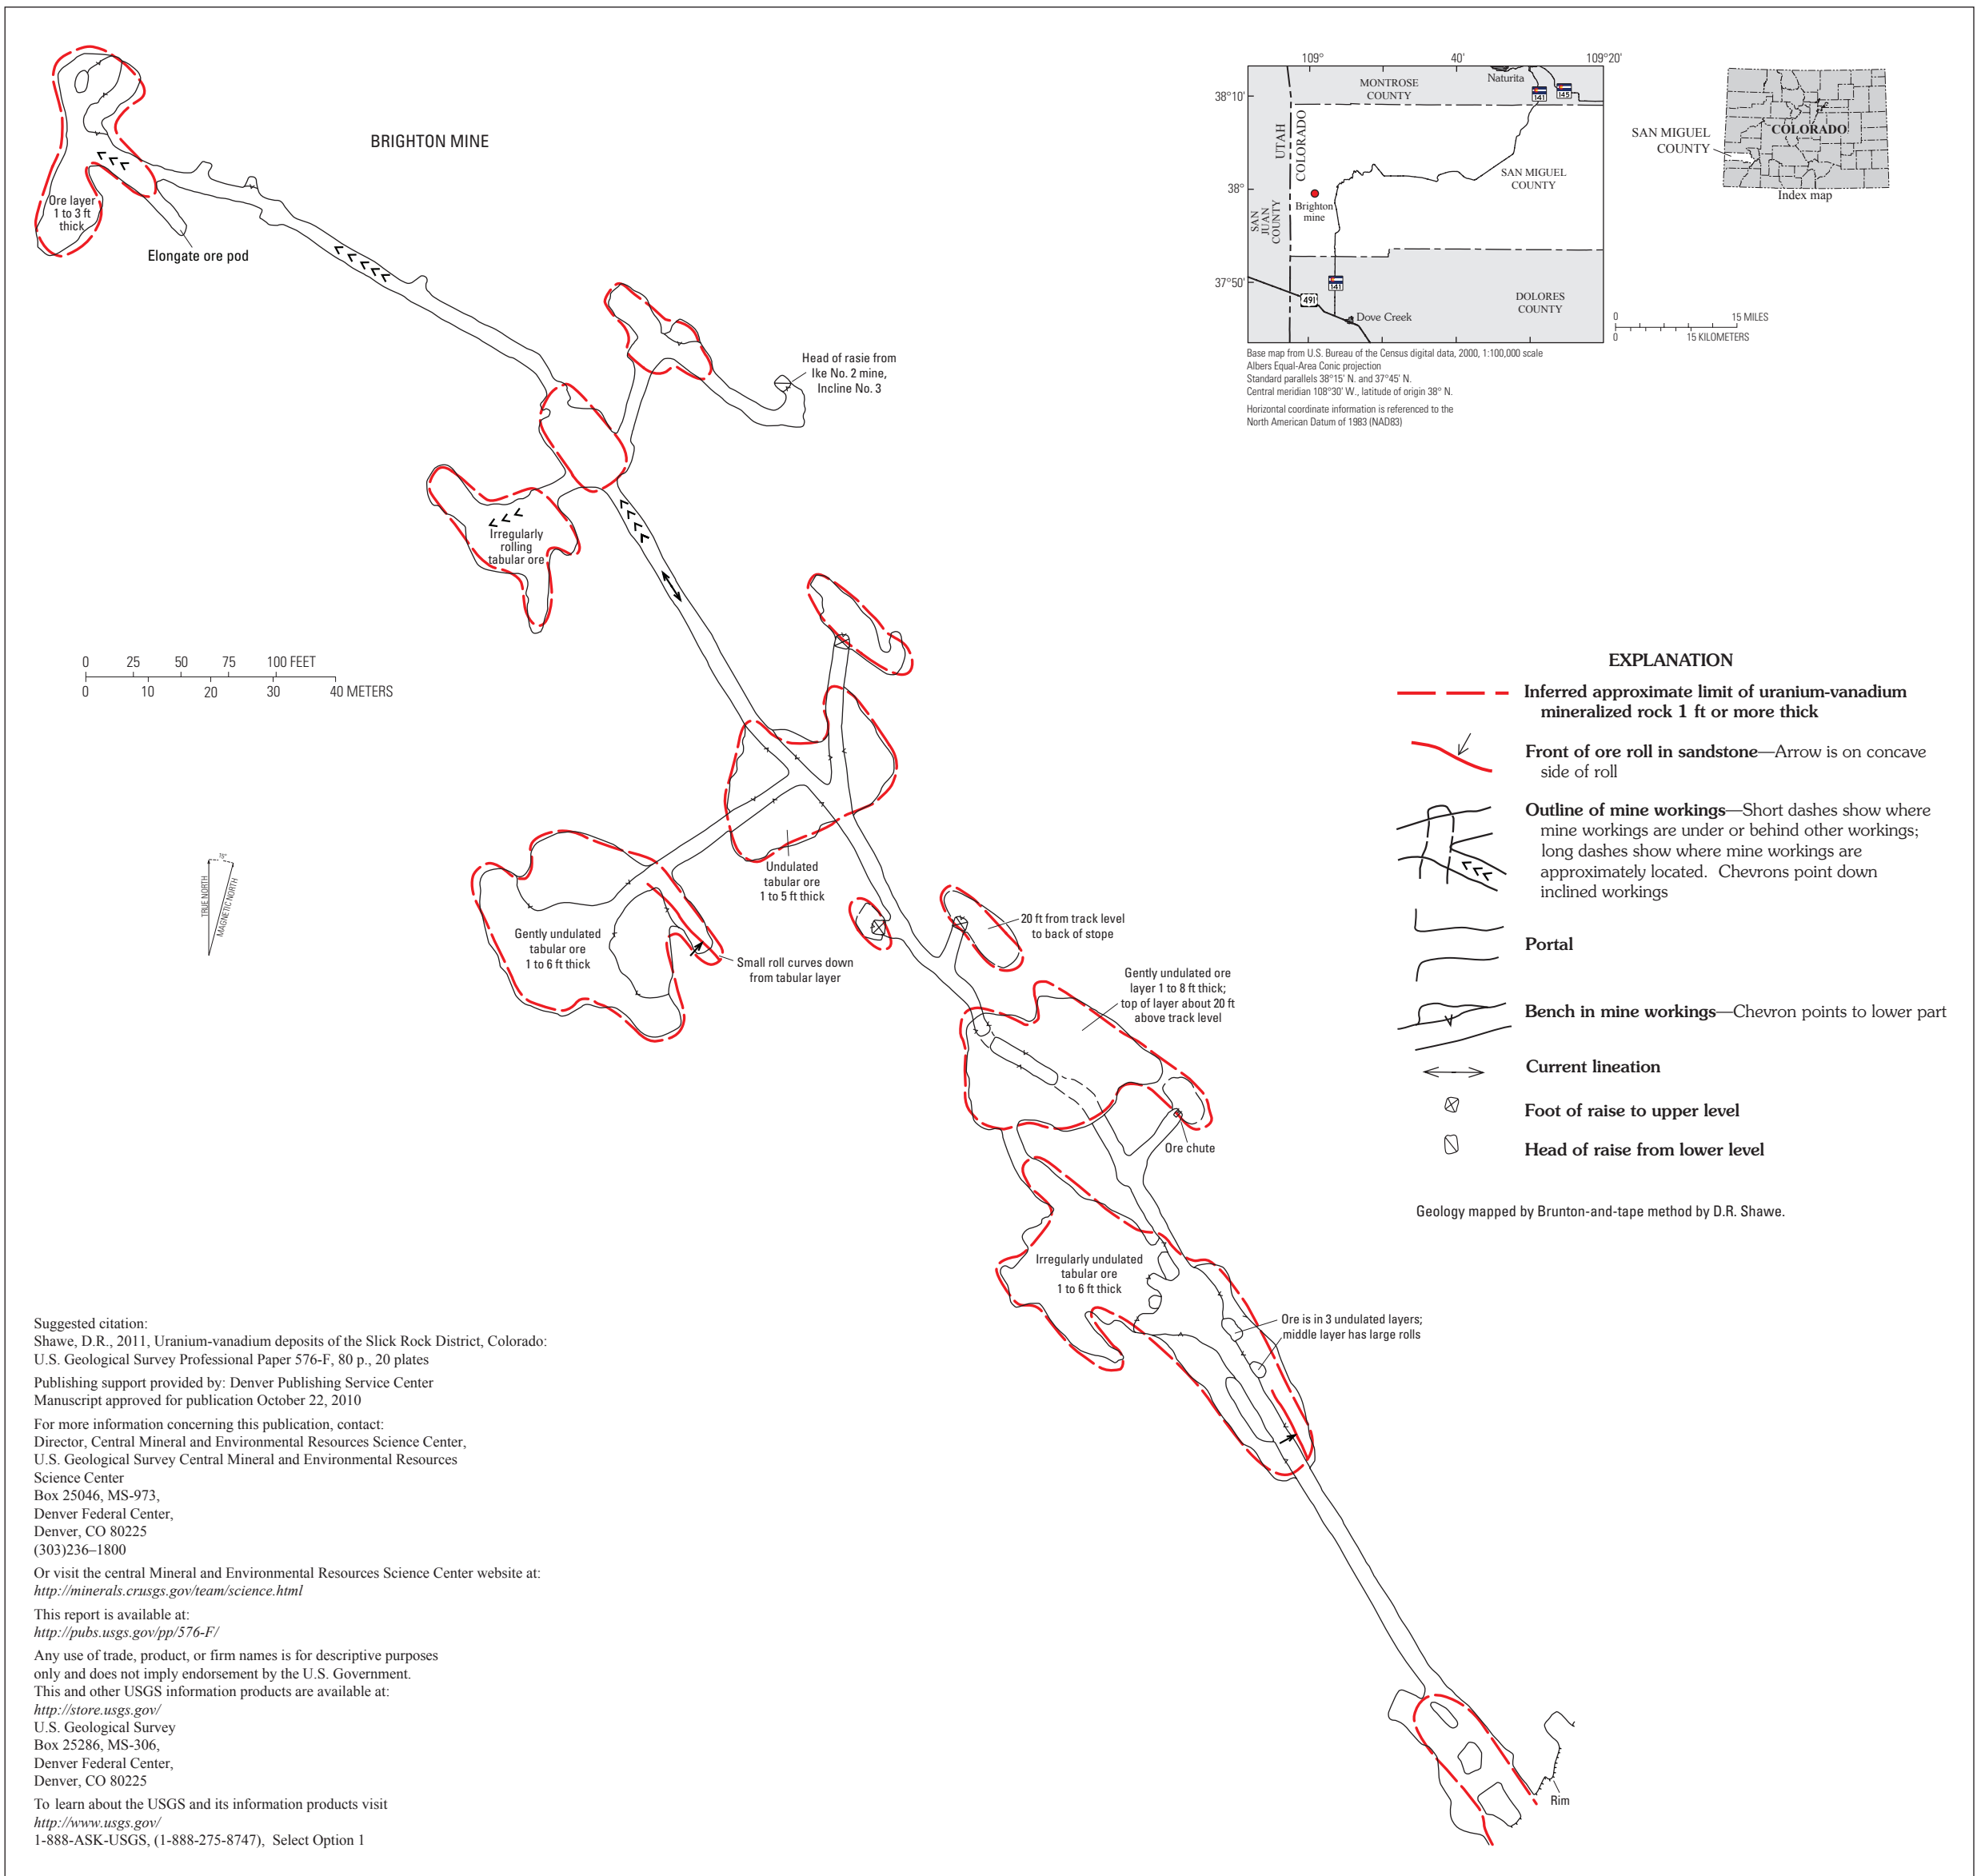 BRIGHTON MINE
Ore layer
1 to 3 ft
thick
Elongate ore pod
Head of rasie from
Ike No. 2 mine,
Incline No. 3
Irregularly
rolling
tabular ore
0 25 50 75 100 FEET
0 10 20 30 40 METERS
15°
TRUE NORTH
MAGNETIC NORTH
Undulated
tabular ore
1 to 5 ft thick
Gently undulated
tabular ore
1 to 6 ft thick
Small roll curves down
from tabular layer
20 ft from track level
to back of stope
Gently undulated ore
layer 1 to 8 ft thick;
top of layer about 20 ft
above track level
Ore chute
Irregularly undulated
tabular ore
1 to 6 ft thick
Ore is in 3 undulated layers;
middle layer has large rolls
Rim
109° 40' 109°20'
38°10'
38°
37°50'
MONTROSE
COUNTY
Naturita
141
145
UTAH
COLORADO
SAN MIGUEL
COUNTY
SAN
JUAN
COUNTY
Brighton
mine
141
491
DOLORES
COUNTY
Dove Creek
SAN MIGUEL
COUNTY
COLORADO
Index map
0 15 MILES
0 15 KILOMETERS
Base map from U.S. Bureau of the Census digital data, 2000, 1:100,000 scale
Albers Equal-Area Conic projection
Standard parallels 38°15' N. and 37°45' N.
Central meridian 108°30' W., latitude of origin 38° N.
Horizontal coordinate information is referenced to the
North American Datum of 1983 (NAD83)
EXPLANATION
Inferred approximate limit of uranium-vanadium
mineralized rock 1 ft or more thick
Front of ore roll in sandstone—Arrow is on concave
side of roll
Outline of mine workings—Short dashes show where
mine workings are under or behind other workings;
long dashes show where mine workings are
approximately located. Chevrons point down
inclined workings
Portal
Bench in mine workings—Chevron points to lower part
Current lineation
Foot of raise to upper level
Head of raise from lower level
Geology mapped by Brunton-and-tape method by D.R. Shawe.
Suggested citation:
Shawe, D.R., 2011, Uranium-vanadium deposits of the Slick Rock District, Colorado:
U.S. Geological Survey Professional Paper 576-F, 80 p., 20 plates
Publishing support provided by: Denver Publishing Service Center
Manuscript approved for publication October 22, 2010
For more information concerning this publication, contact:
Director, Central Mineral and Environmental Resources Science Center,
U.S. Geological Survey Central Mineral and Environmental Resources
Science Center
Box 25046, MS-973,
Denver Federal Center,
Denver, CO 80225
(303)236–1800
Or visit the central Mineral and Environmental Resources Science Center website at:
http://minerals.crusgs.gov/team/science.html
This report is available at:
http://pubs.usgs.gov/pp/576-F/
Any use of trade, product, or firm names is for descriptive purposes
only and does not imply endorsement by the U.S. Government.
This and other USGS information products are available at:
http://store.usgs.gov/
U.S. Geological Survey
Box 25286, MS-306,
Denver Federal Center,
Denver, CO 80225
To learn about the USGS and its information products visit
http://www.usgs.gov/
1-888-ASK-USGS, (1-888-275-8747), Select Option 1